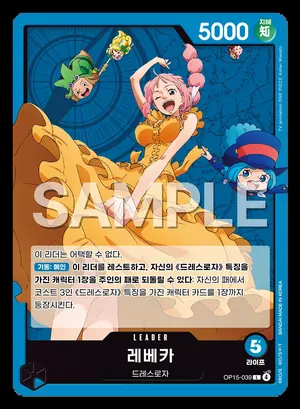 5000
지혜
知
SAMPLE
이 리더는 어택할 수 없다.
기동:메인 이 리더를 레스트하고, 자신의 《드레스로자》 특징을
가진 캐릭터 1장을 주인의 패로 되돌릴 수 있다: 자신의 패에서
코스트 3인 《드레스로자》 특징을 가진 캐릭터 카드를 1장까지
등장시킨다.
LEADER
레베카
드레스로자
5
라이프
OP15-039 L